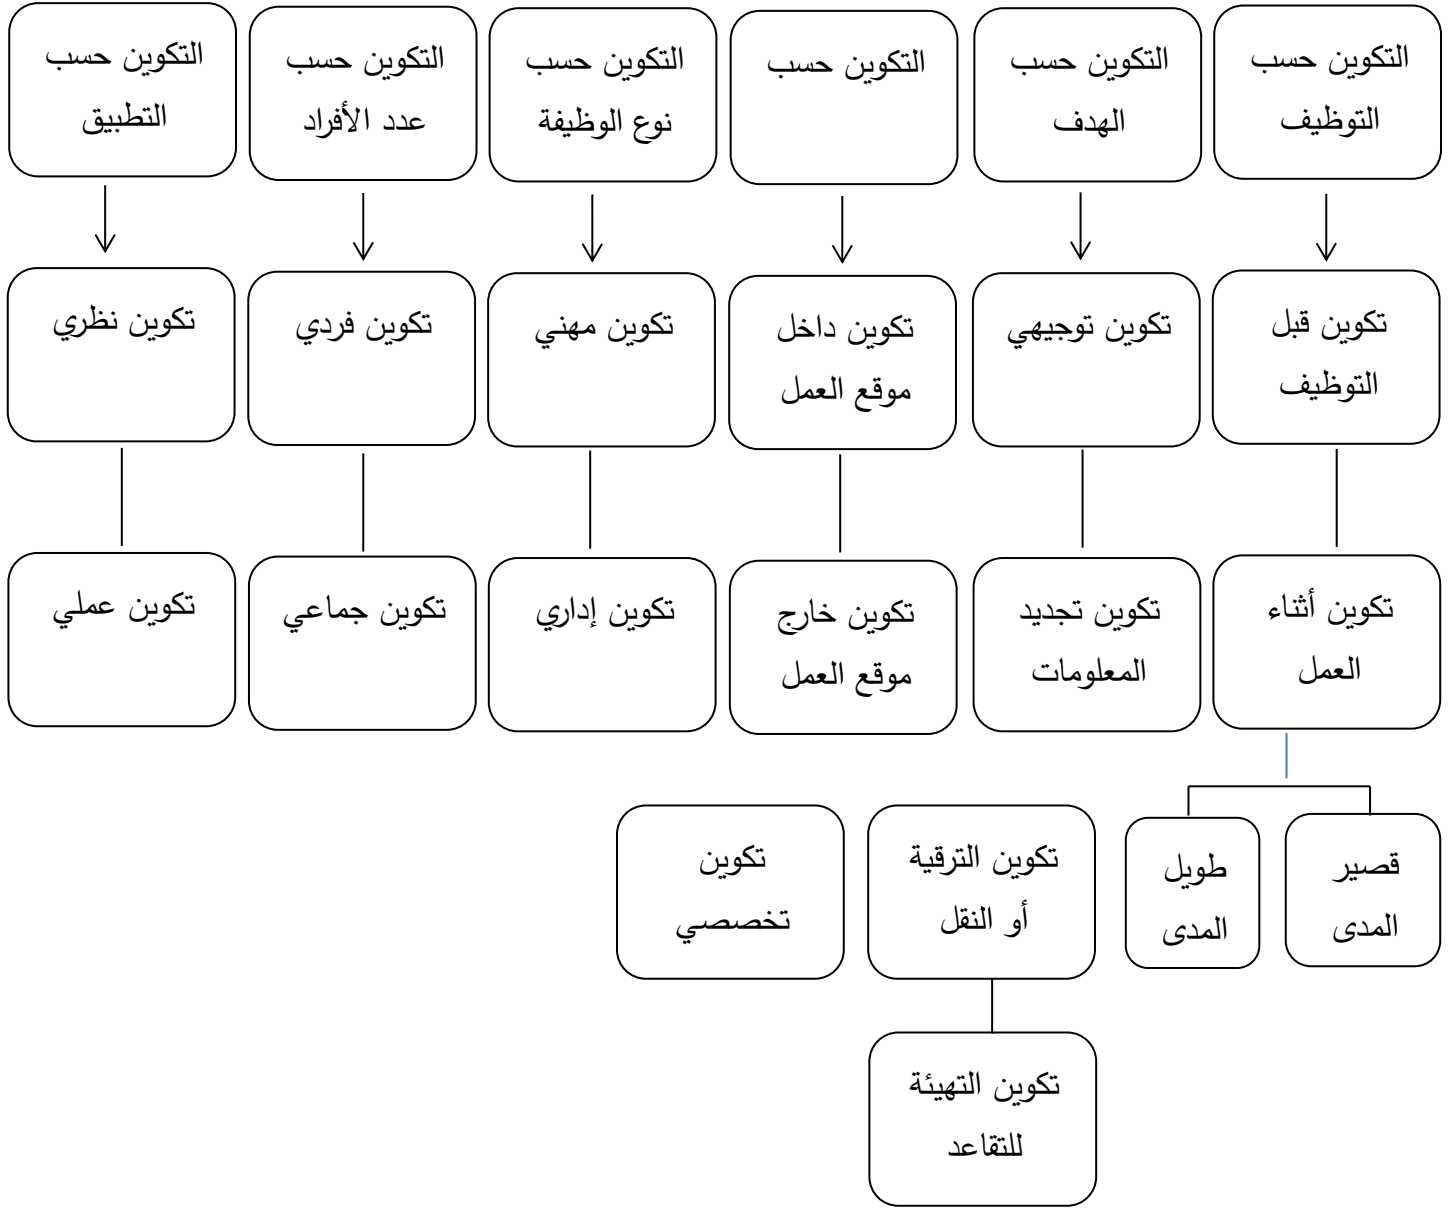 التكوين حسب
التوظيف
التكوين حسب
الهدف
التكوين حسب
التكوين حسب
نوع الوظيفة
التكوين حسب
عدد الأفراد
التكوين حسب
التطبيق
تكوين قبل
التوظيف
تكوين توجيهي
تكوين داخل
موقع العمل
تكوين مهني
تكوين فردي
تكوين نظري
تكوين أثناء
العمل
تكوين تجديد
المعلومات
تكوين خارج
موقع العمل
تكوين إداري
تكوين جماعي
تكوين عملي
قصير
المدى
طويل
المدى
تكوين الترقية
أو النقل
تكوين
تخصصي
تكوين التهيئة
للتقاعد